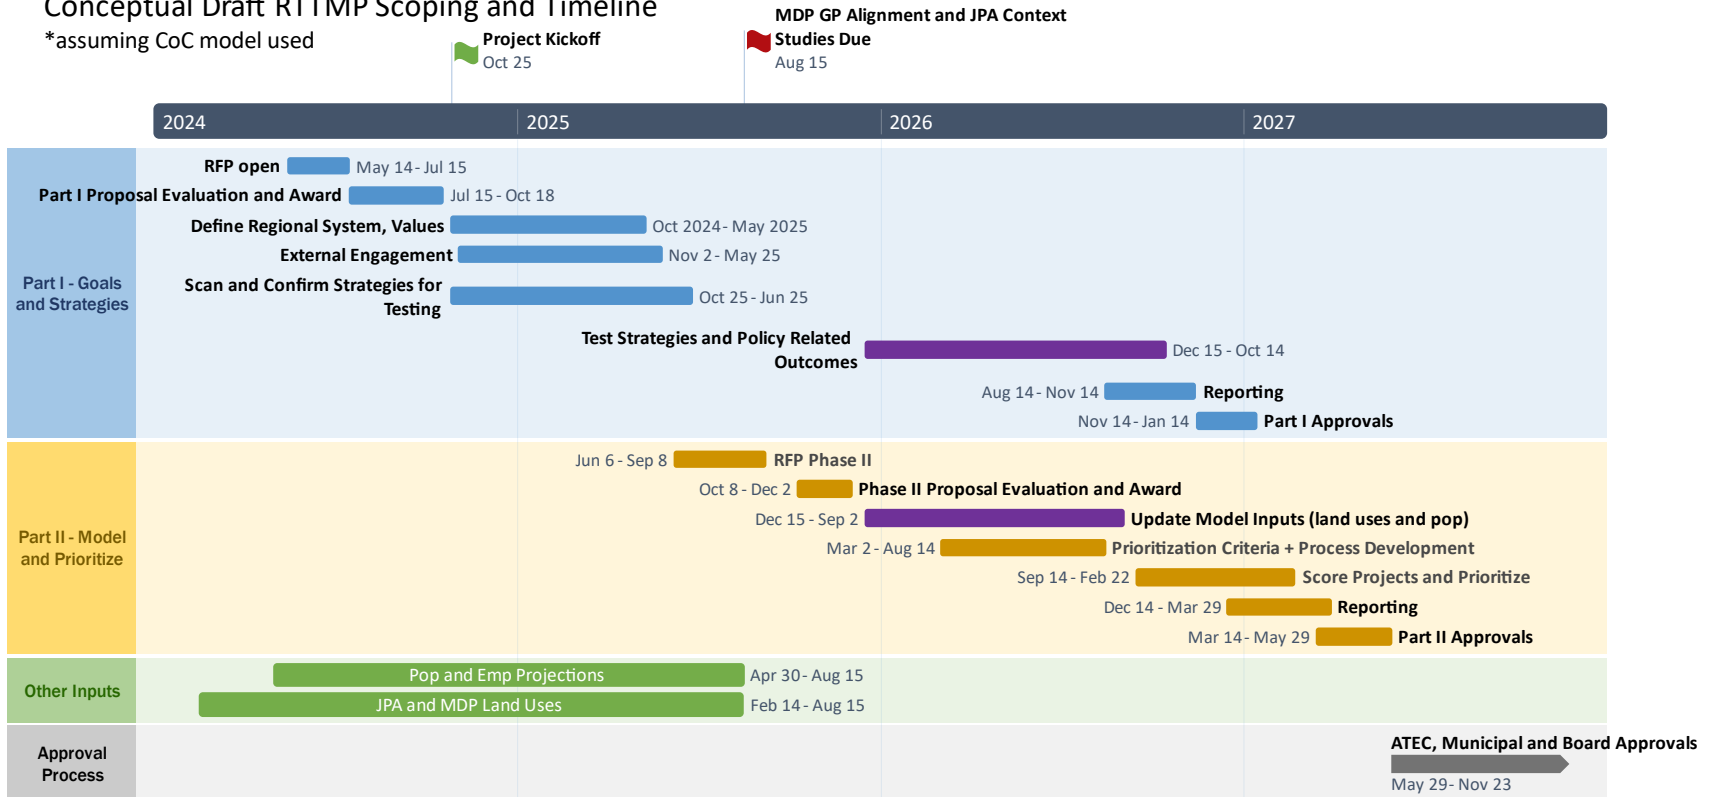 Conceptual Draft RTTMP Scoping and Timeline
*assuming CoC model used
Project Kickoff
Oct 25
MDP GP Alignment and JPA Context
Studies Due
Aug 15
2024
2025
2026
2027
Part I - Goals
and Strategies
RFP open
May 14 - Jul 15
Part I Proposal Evaluation and Award
Jul 15 - Oct 18
Define Regional System, Values
Oct 2024 - May 2025
External Engagement
Nov 2 - May 25
Scan and Confirm Strategies for
Testing
Oct 25 - Jun 25
Test Strategies and Policy Related
Outcomes
Dec 15 - Oct 14
Aug 14 - Nov 14
Reporting
Nov 14 - Jan 14
Part I Approvals
Part II - Model
and Prioritize
Jun 6 - Sep 8
RFP Phase II
Oct 8 - Dec 2
Phase II Proposal Evaluation and Award
Dec 15 - Sep 2
Update Model Inputs (land uses and pop)
Mar 2 - Aug 14
Prioritization Criteria + Process Development
Sep 14 - Feb 22
Score Projects and Prioritize
Dec 14 - Mar 29
Reporting
Mar 14 - May 29
Part II Approvals
Other Inputs
Pop and Emp Projections
Apr 30 - Aug 15
JPA and MDP Land Uses
Feb 14 - Aug 15
Approval
Process
ATEC, Municipal and Board Approvals
May 29 - Nov 23